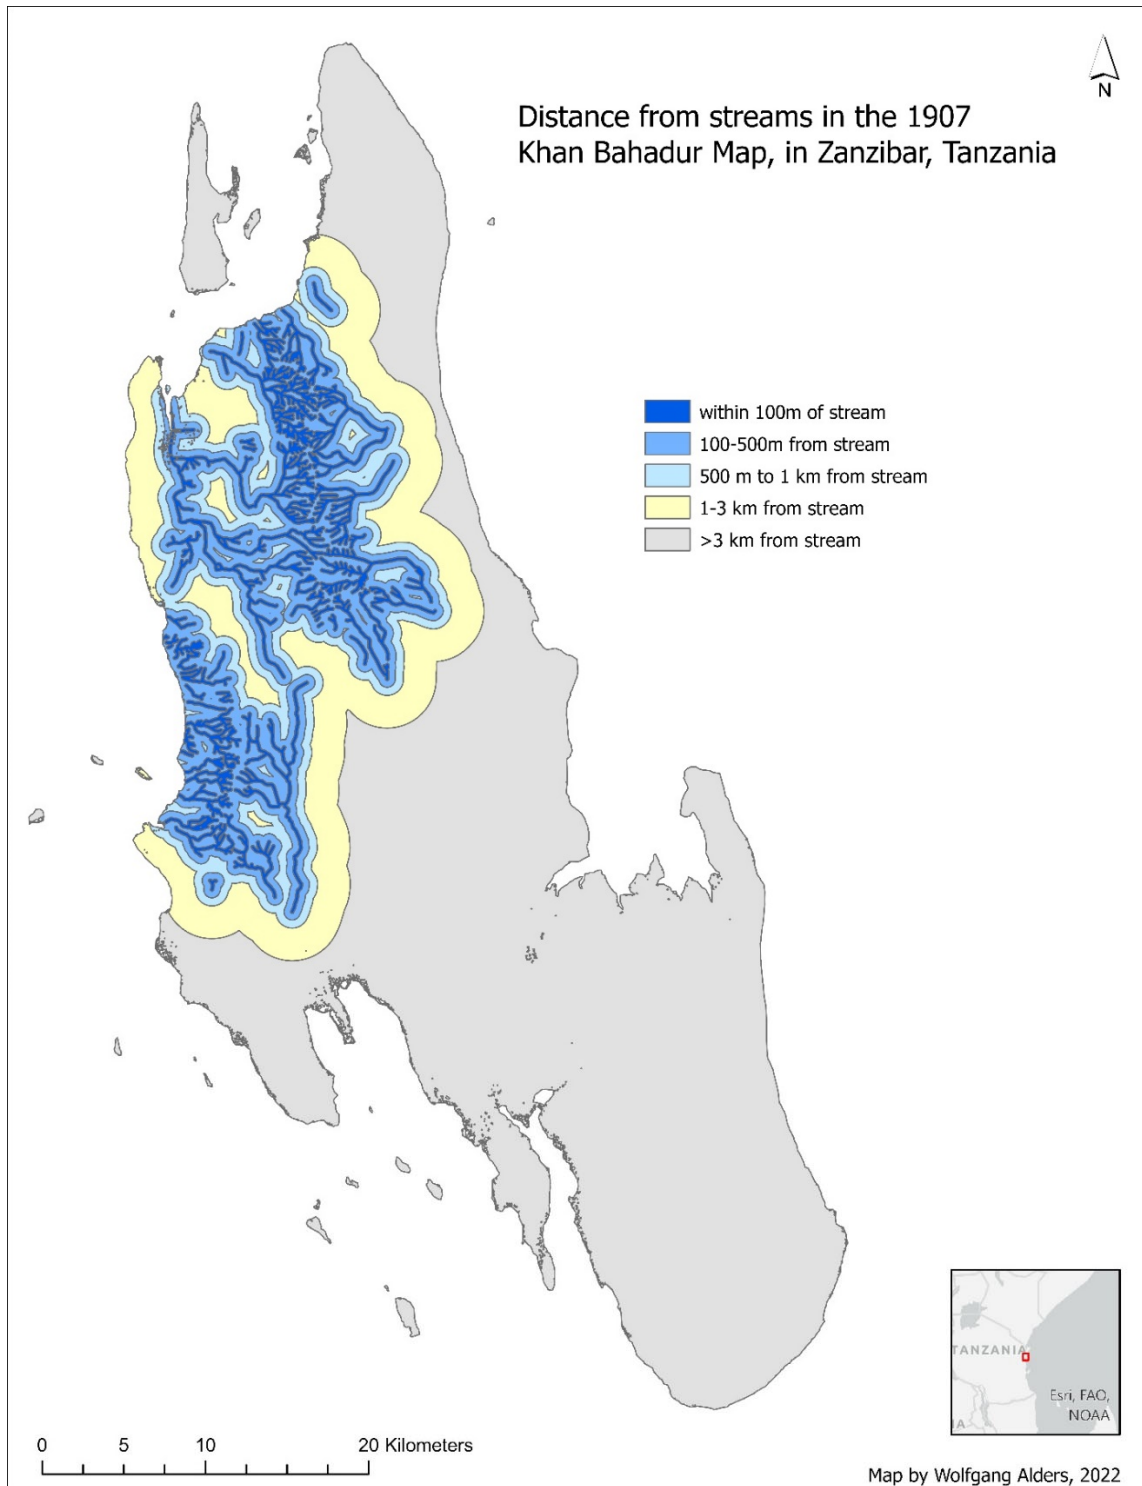 N
Distance from streams in the 1907
Khan Bahadur Map, in Zanzibar, Tanzania
within 100m of stream
100-500m from stream
500 m to 1 km from stream
1-3 km from stream
>3 km from stream
TANZANIA
Esri, FAO,
NOAA
IA
0 5 10 20 Kilometers
Map by Wolfgang Alders, 2022